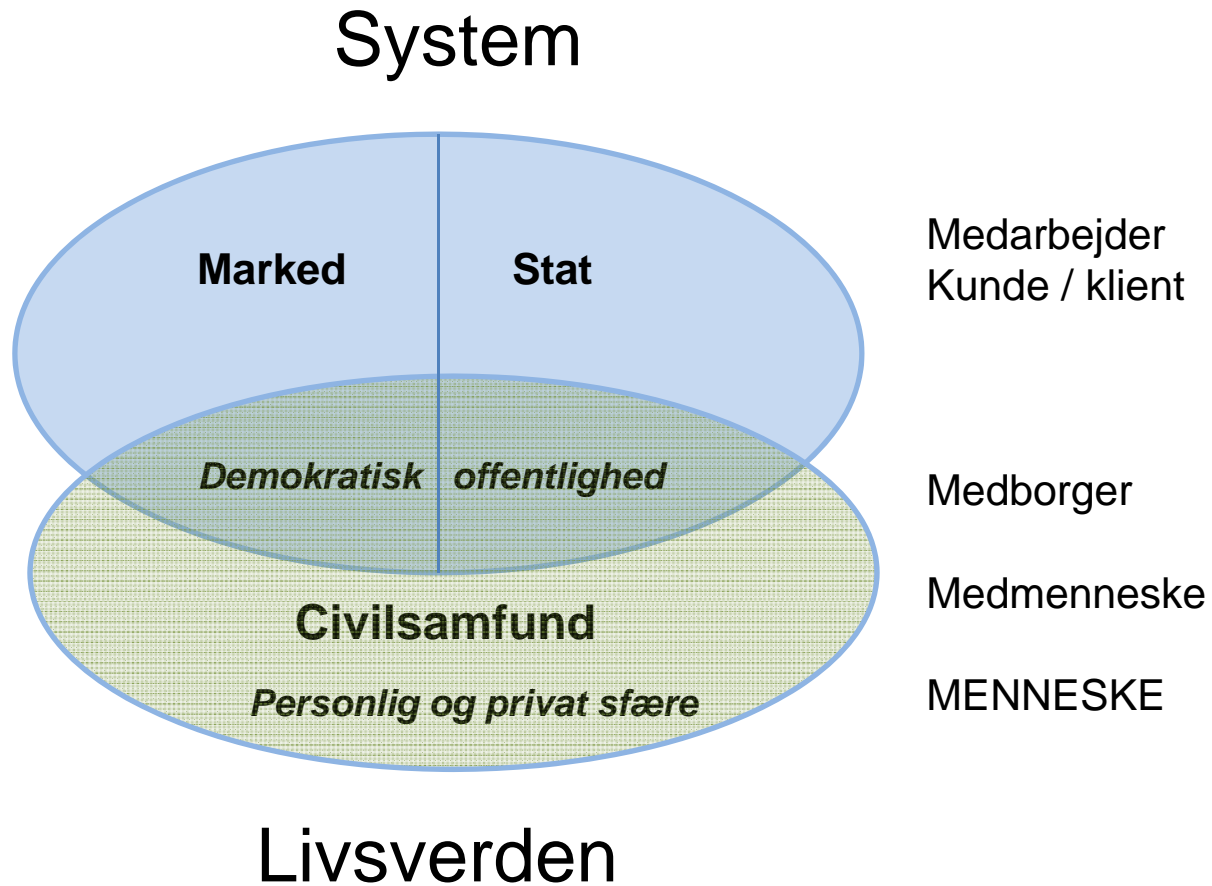 System
Marked Stat
Medarbejder
Kunde / klient
Demokratisk offentlighed
Medborger
Medmenneske
Civilsamfund
MENNESKE
Personlig og privat sfære
Livsverden